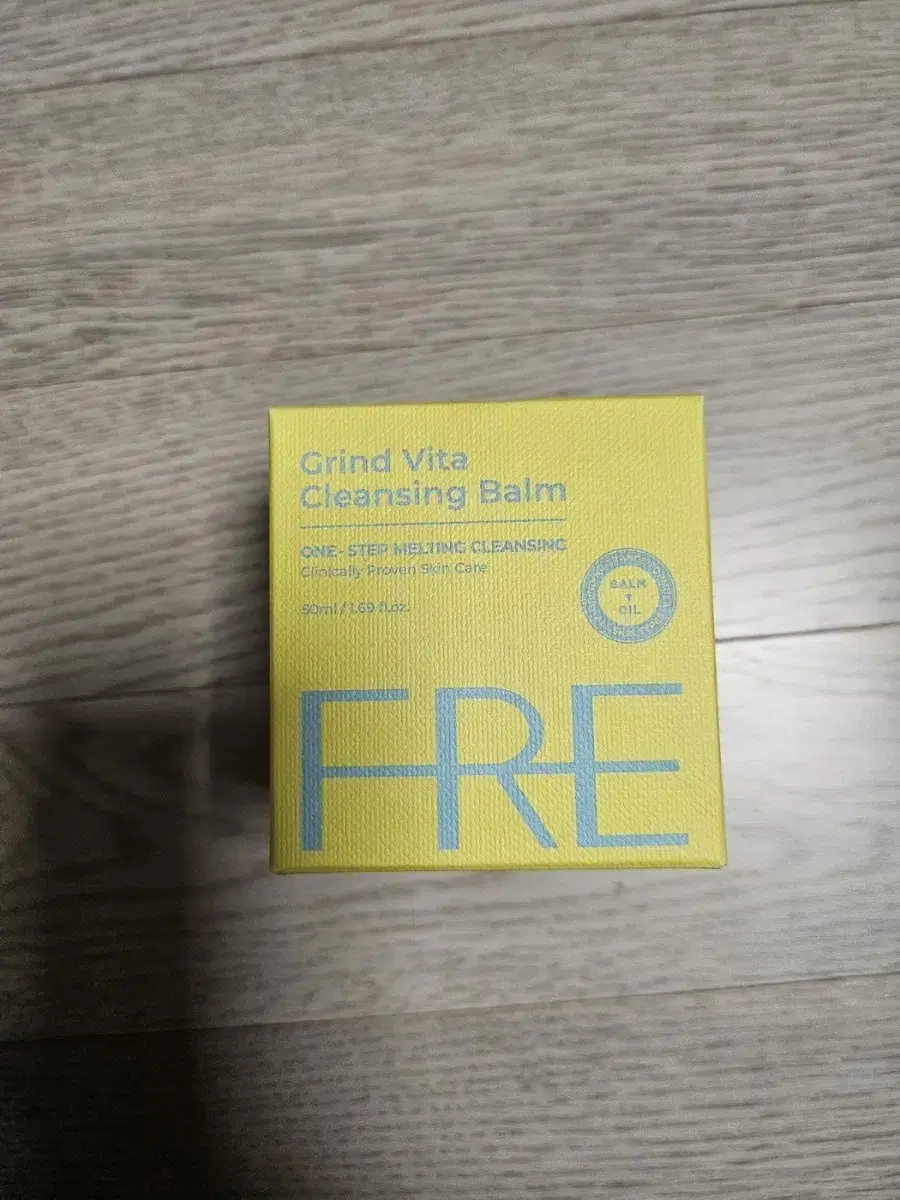 Grind Vita
Cleansing Balm
ONE-STEP MELTING CLEANSING
Clinically Proven Skin Care
50ml / 1.69 fl.oz.
BALM
OIL
FRE